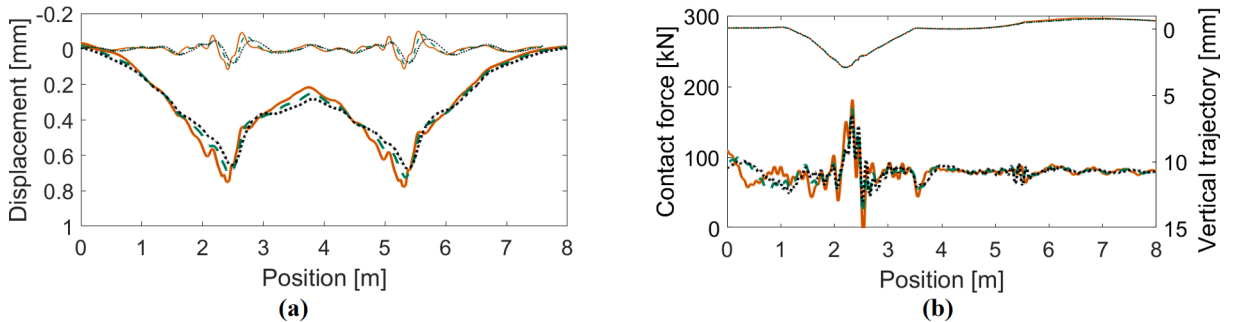 -0.2
0
0.2
0.4
0.6
0.8
1
Displacement [mm]
0 1 2 3 4 5 6 7 8
Position [m]
(a)
300
200
100
0
Contact force [kN]
0
5
10
15
Vertical trajectory [mm]
0 1 2 3 4 5 6 7 8
Position [m]
(b)